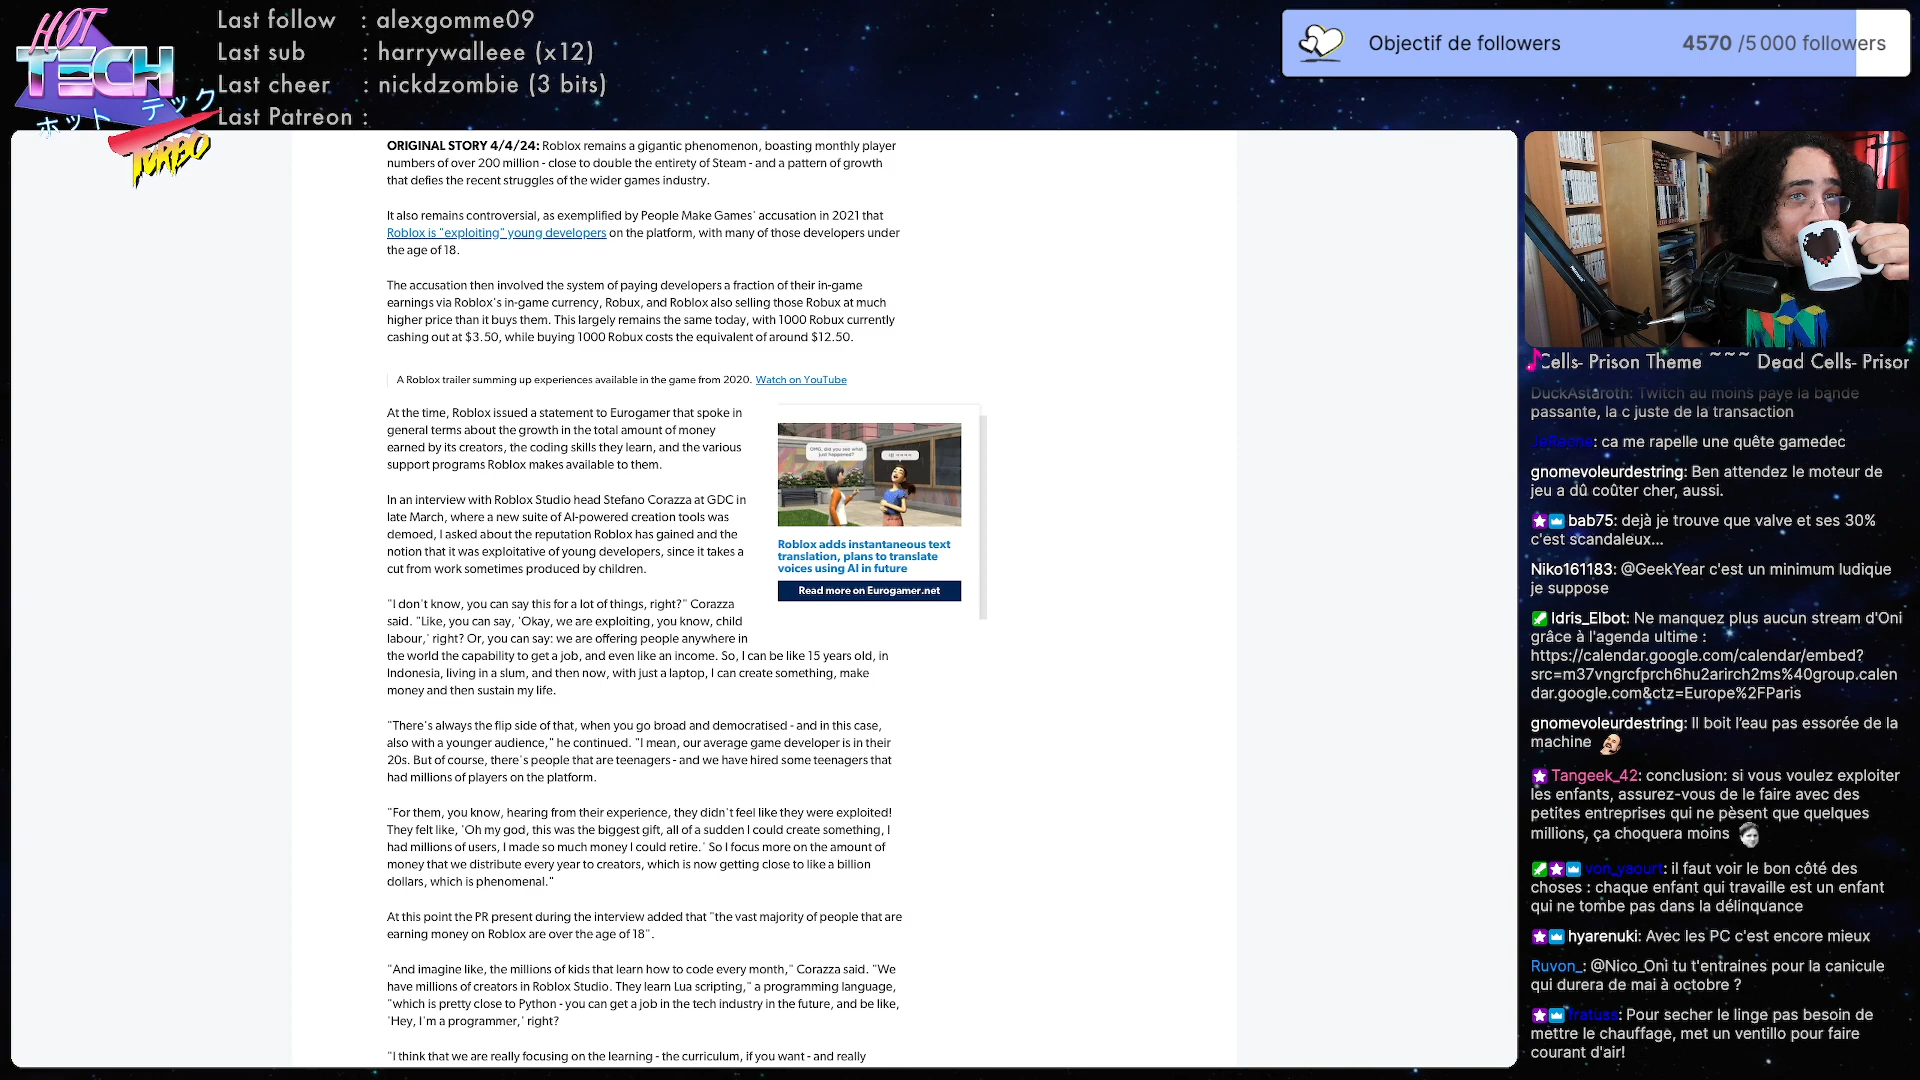 HOT
TECH
ホット テック
TURBO
Last follow : alexgomme09
Last sub : harrywalleee (x12)
Last cheer : nickdzombie (3 bits)
Last Patreon :
Objectif de followers 4570 /5 000 followers
ORIGINAL STORY 4/4/24: Roblox remains a gigantic phenomenon, boasting monthly player
numbers of over 200 million - close to double the entirety of Steam - and a pattern of growth
that defies the recent struggles of the wider games industry.
It also remains controversial, as exemplified by People Make Games' accusation in 2021 that
Roblox is "exploiting" young developers on the platform, with many of those developers under
the age of 18.
The accusation then involved the system of paying developers a fraction of their in-game
earnings via Roblox's in-game currency, Robux, and Roblox also selling those Robux at much
higher price than it buys them. This largely remains the same today, with 1000 Robux currently
cashing out at $3.50, while buying 1000 Robux costs the equivalent of around $12.50.
A Roblox trailer summing up experiences available in the game from 2020. Watch on YouTube
At the time, Roblox issued a statement to Eurogamer that spoke in
general terms about the growth in the total amount of money
earned by its creators, the coding skills they learn, and the various
support programs Roblox makes available to them.
In an interview with Roblox Studio head Stefano Corazza at GDC in
late March, where a new suite of AI-powered creation tools was
demoed, I asked about the reputation Roblox has gained and the
notion that it was exploitative of young developers, since it takes a
cut from work sometimes produced by children.
"I don't know, you can say this for a lot of things, right?" Corazza
said. "Like, you can say, 'Okay, we are exploiting, you know, child
labour,' right? Or, you can say: we are offering people anywhere in
the world the capability to get a job, and even like an income. So, I can be like 15 years old, in
Indonesia, living in a slum, and then now, with just a laptop, I can create something, make
money and then sustain my life.
"There's always the flip side of that, when you go broad and democratised - and in this case,
also with a younger audience," he continued. "I mean, our average game developer is in their
20s. But of course, there's people that are teenagers - and we have hired some teenagers that
had millions of players on the platform.
"For them, you know, hearing from their experience, they didn't feel like they were exploited!
They felt like, 'Oh my god, this was the biggest gift, all of a sudden I could create something, I
had millions of users, I made so much money I could retire.' So I focus more on the amount of
money that we distribute every year to creators, which is now getting close to like a billion
dollars, which is phenomenal."
At this point the PR present during the interview added that "the vast majority of people that are
earning money on Roblox are over the age of 18".
"And imagine like, the millions of kids that learn how to code every month," Corazza said. "We
have millions of creators in Roblox Studio. They learn Lua scripting," a programming language,
"which is pretty close to Python - you can get a job in the tech industry in the future, and be like,
'Hey, I'm a programmer,' right?
"I think that we are really focusing on the learning - the curriculum, if you want - and really
OMG, did you see what
just happened?
Roblox adds instantaneous text
translation, plans to translate
voices using AI in future
Read more on Eurogamer.net
Cells- Prison Theme ~~~ Dead Cells- Prisor
DuckAstaroth: Twitch au moins paye la bande
passante, la c juste de la transaction
Jeffeone: ca me rapelle une quête gamedec
gnomevoleurdestring: Ben attendez le moteur de
jeu a dû coûter cher, aussi.
bab75: dejà je trouve que valve et ses 30%
c'est scandaleux...
Niko161183: @GeekYear c'est un minimum ludique
je suppose
Idris_Elbot: Ne manquez plus aucun stream d'Oni
grâce à l'agenda ultime :
https://calendar.google.com/calendar/embed?
src=m37vngrcfprch6hu2arirch2ms%40group.calen
dar.google.com&ctz=Europe%2FParis
gnomevoleurdestring: Il boit l'eau pas essorée de la
machine
Tangeek_42: conclusion: si vous voulez exploiter
les enfants, assurez-vous de le faire avec des
petites entreprises qui ne pèsent que quelques
millions, ça choquera moins
von_yaourt: il faut voir le bon côté des
choses : chaque enfant qui travaille est un enfant
qui ne tombe pas dans la délinquance
hyarenuki: Avec les PC c'est encore mieux
Ruvon_: @Nico_Oni tu t'entraines pour la canicule
qui durera de mai à octobre ?
fratuss: Pour secher le linge pas besoin de
mettre le chauffage, met un ventillo pour faire
courant d'air!